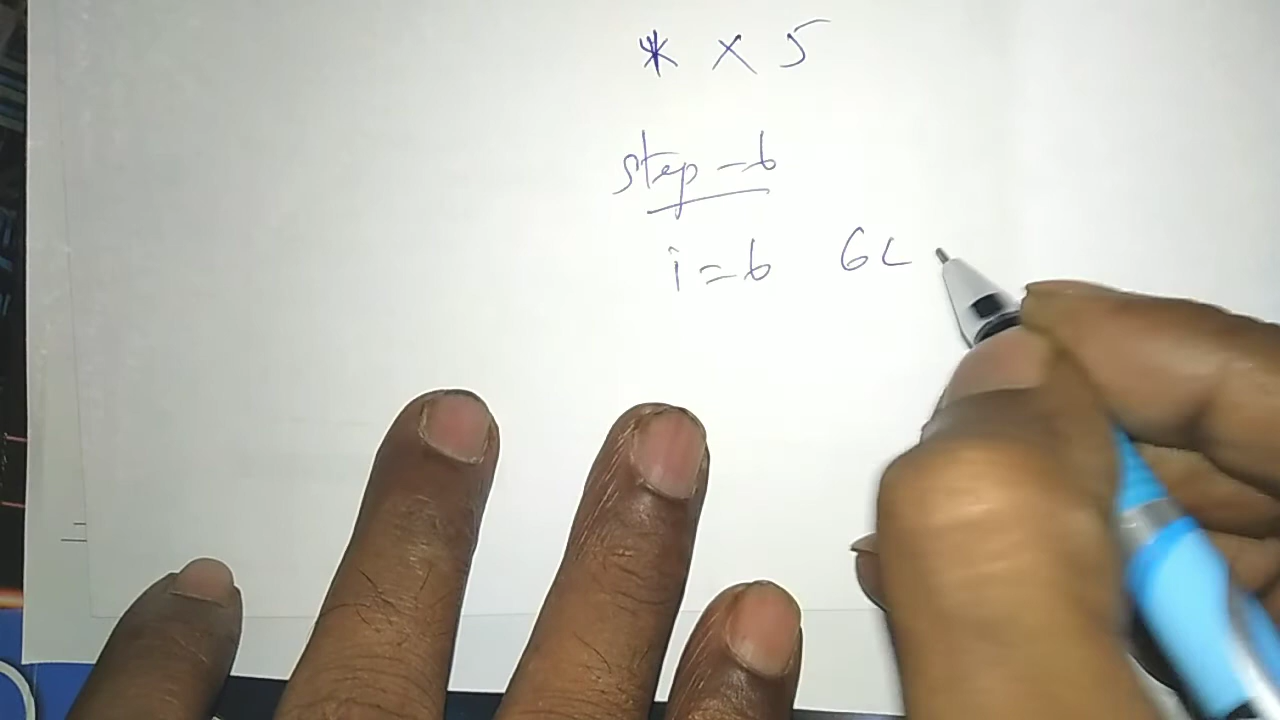 * × 5
step - 6
i = 6 6 <